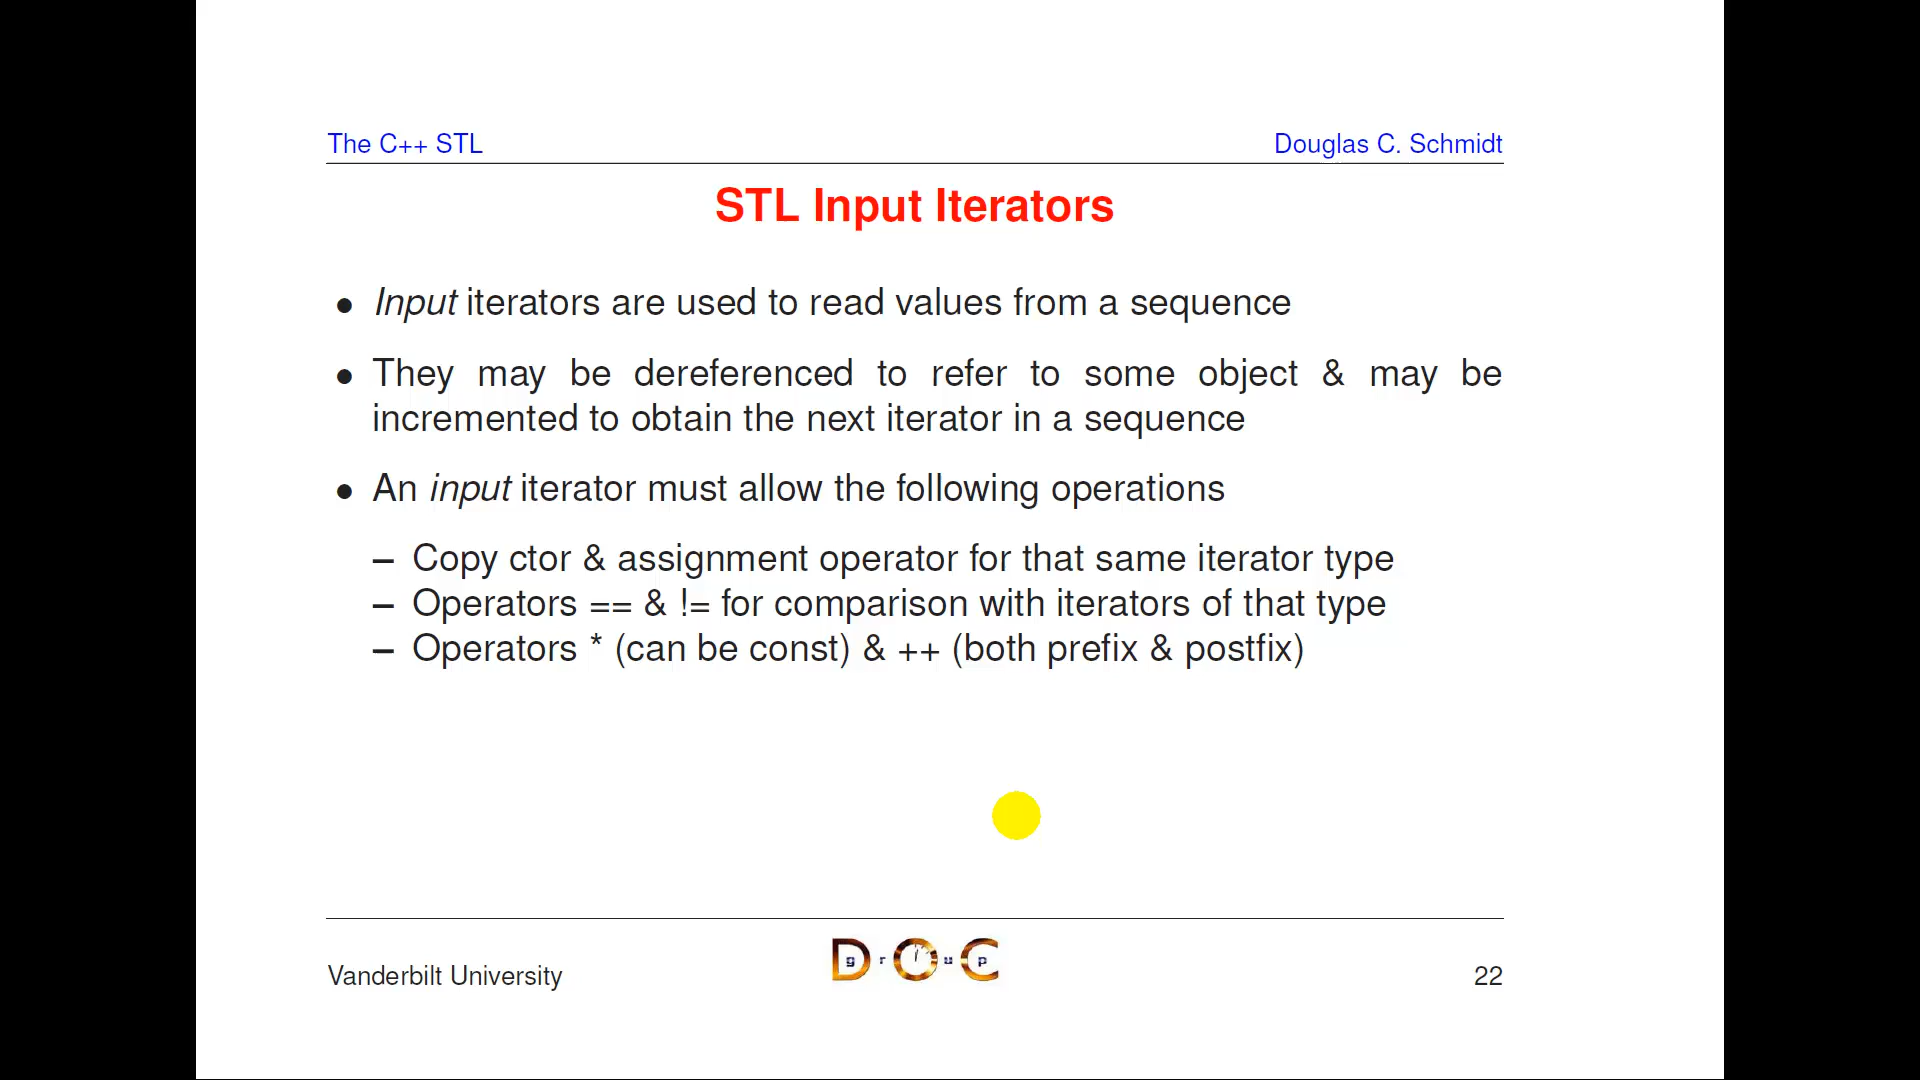 The C++ STL Douglas C. Schmidt
STL Input Iterators
• Input iterators are used to read values from a sequence
• They may be dereferenced to refer to some object & may be
incremented to obtain the next iterator in a sequence
• An input iterator must allow the following operations
– Copy ctor & assignment operator for that same iterator type
– Operators == & != for comparison with iterators of that type
– Operators * (can be const) & ++ (both prefix & postfix)
Vanderbilt University D g r O u p C 22